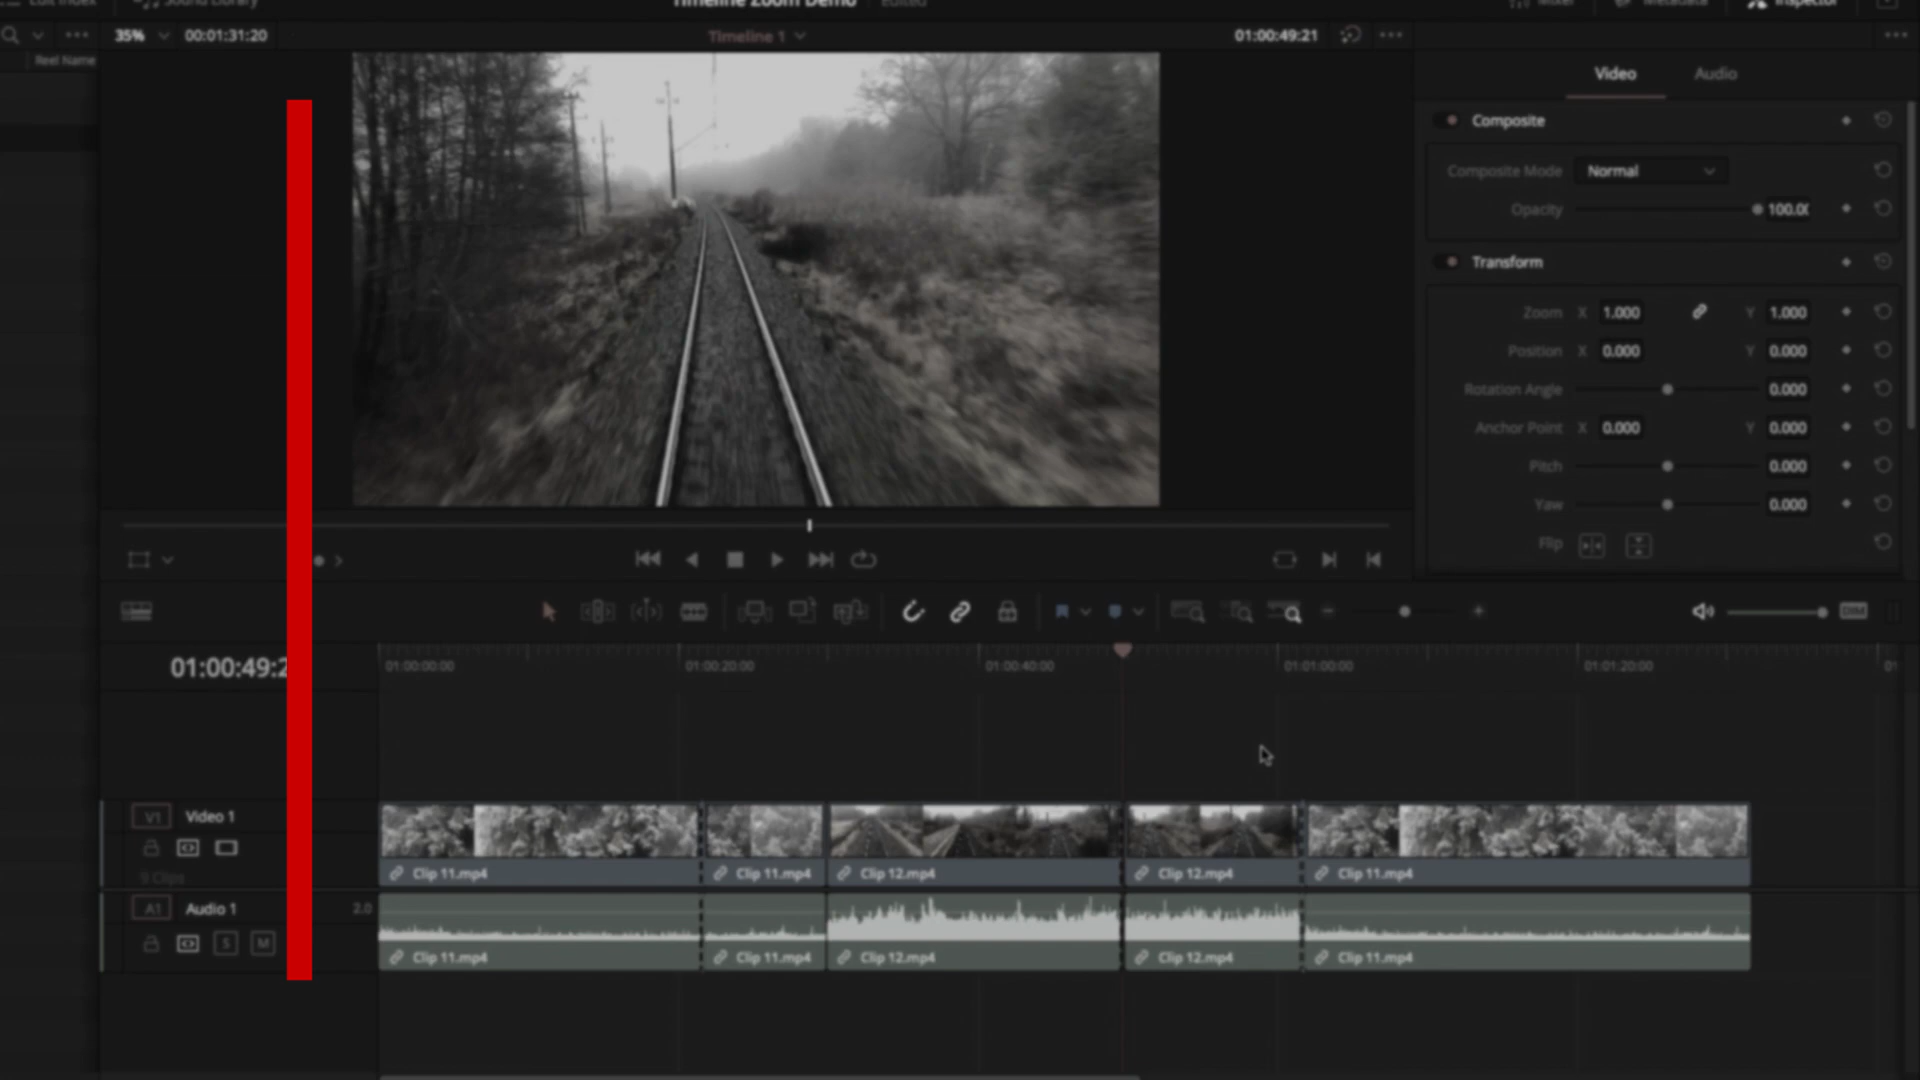 Edit Index
Sound Library
Timeline Zoom Demo
Edited
Mixer
Metadata
Inspector
35%
00:01:31:20
Timeline 1
01:00:49:21
Reel Name
Video
Audio
Composite
Composite Mode
Normal
Opacity
100.0
Transform
Zoom X 1.000 Y 1.000
Position X 0.000 Y 0.000
Rotation Angle 0.000
Anchor Point X 0.000 Y 0.000
Pitch 0.000
Yaw 0.000
Flip
DIM
01:00:49:2
01:00:00:00
01:00:20:00
01:00:40:00
01:01:00:00
01:01:20:00
01
V1 Video 1
9 Clips
Clip 11.mp4
Clip 11.mp4
Clip 12.mp4
Clip 12.mp4
Clip 11.mp4
A1 Audio 1 2.0
S M
Clip 11.mp4
Clip 11.mp4
Clip 12.mp4
Clip 12.mp4
Clip 11.mp4